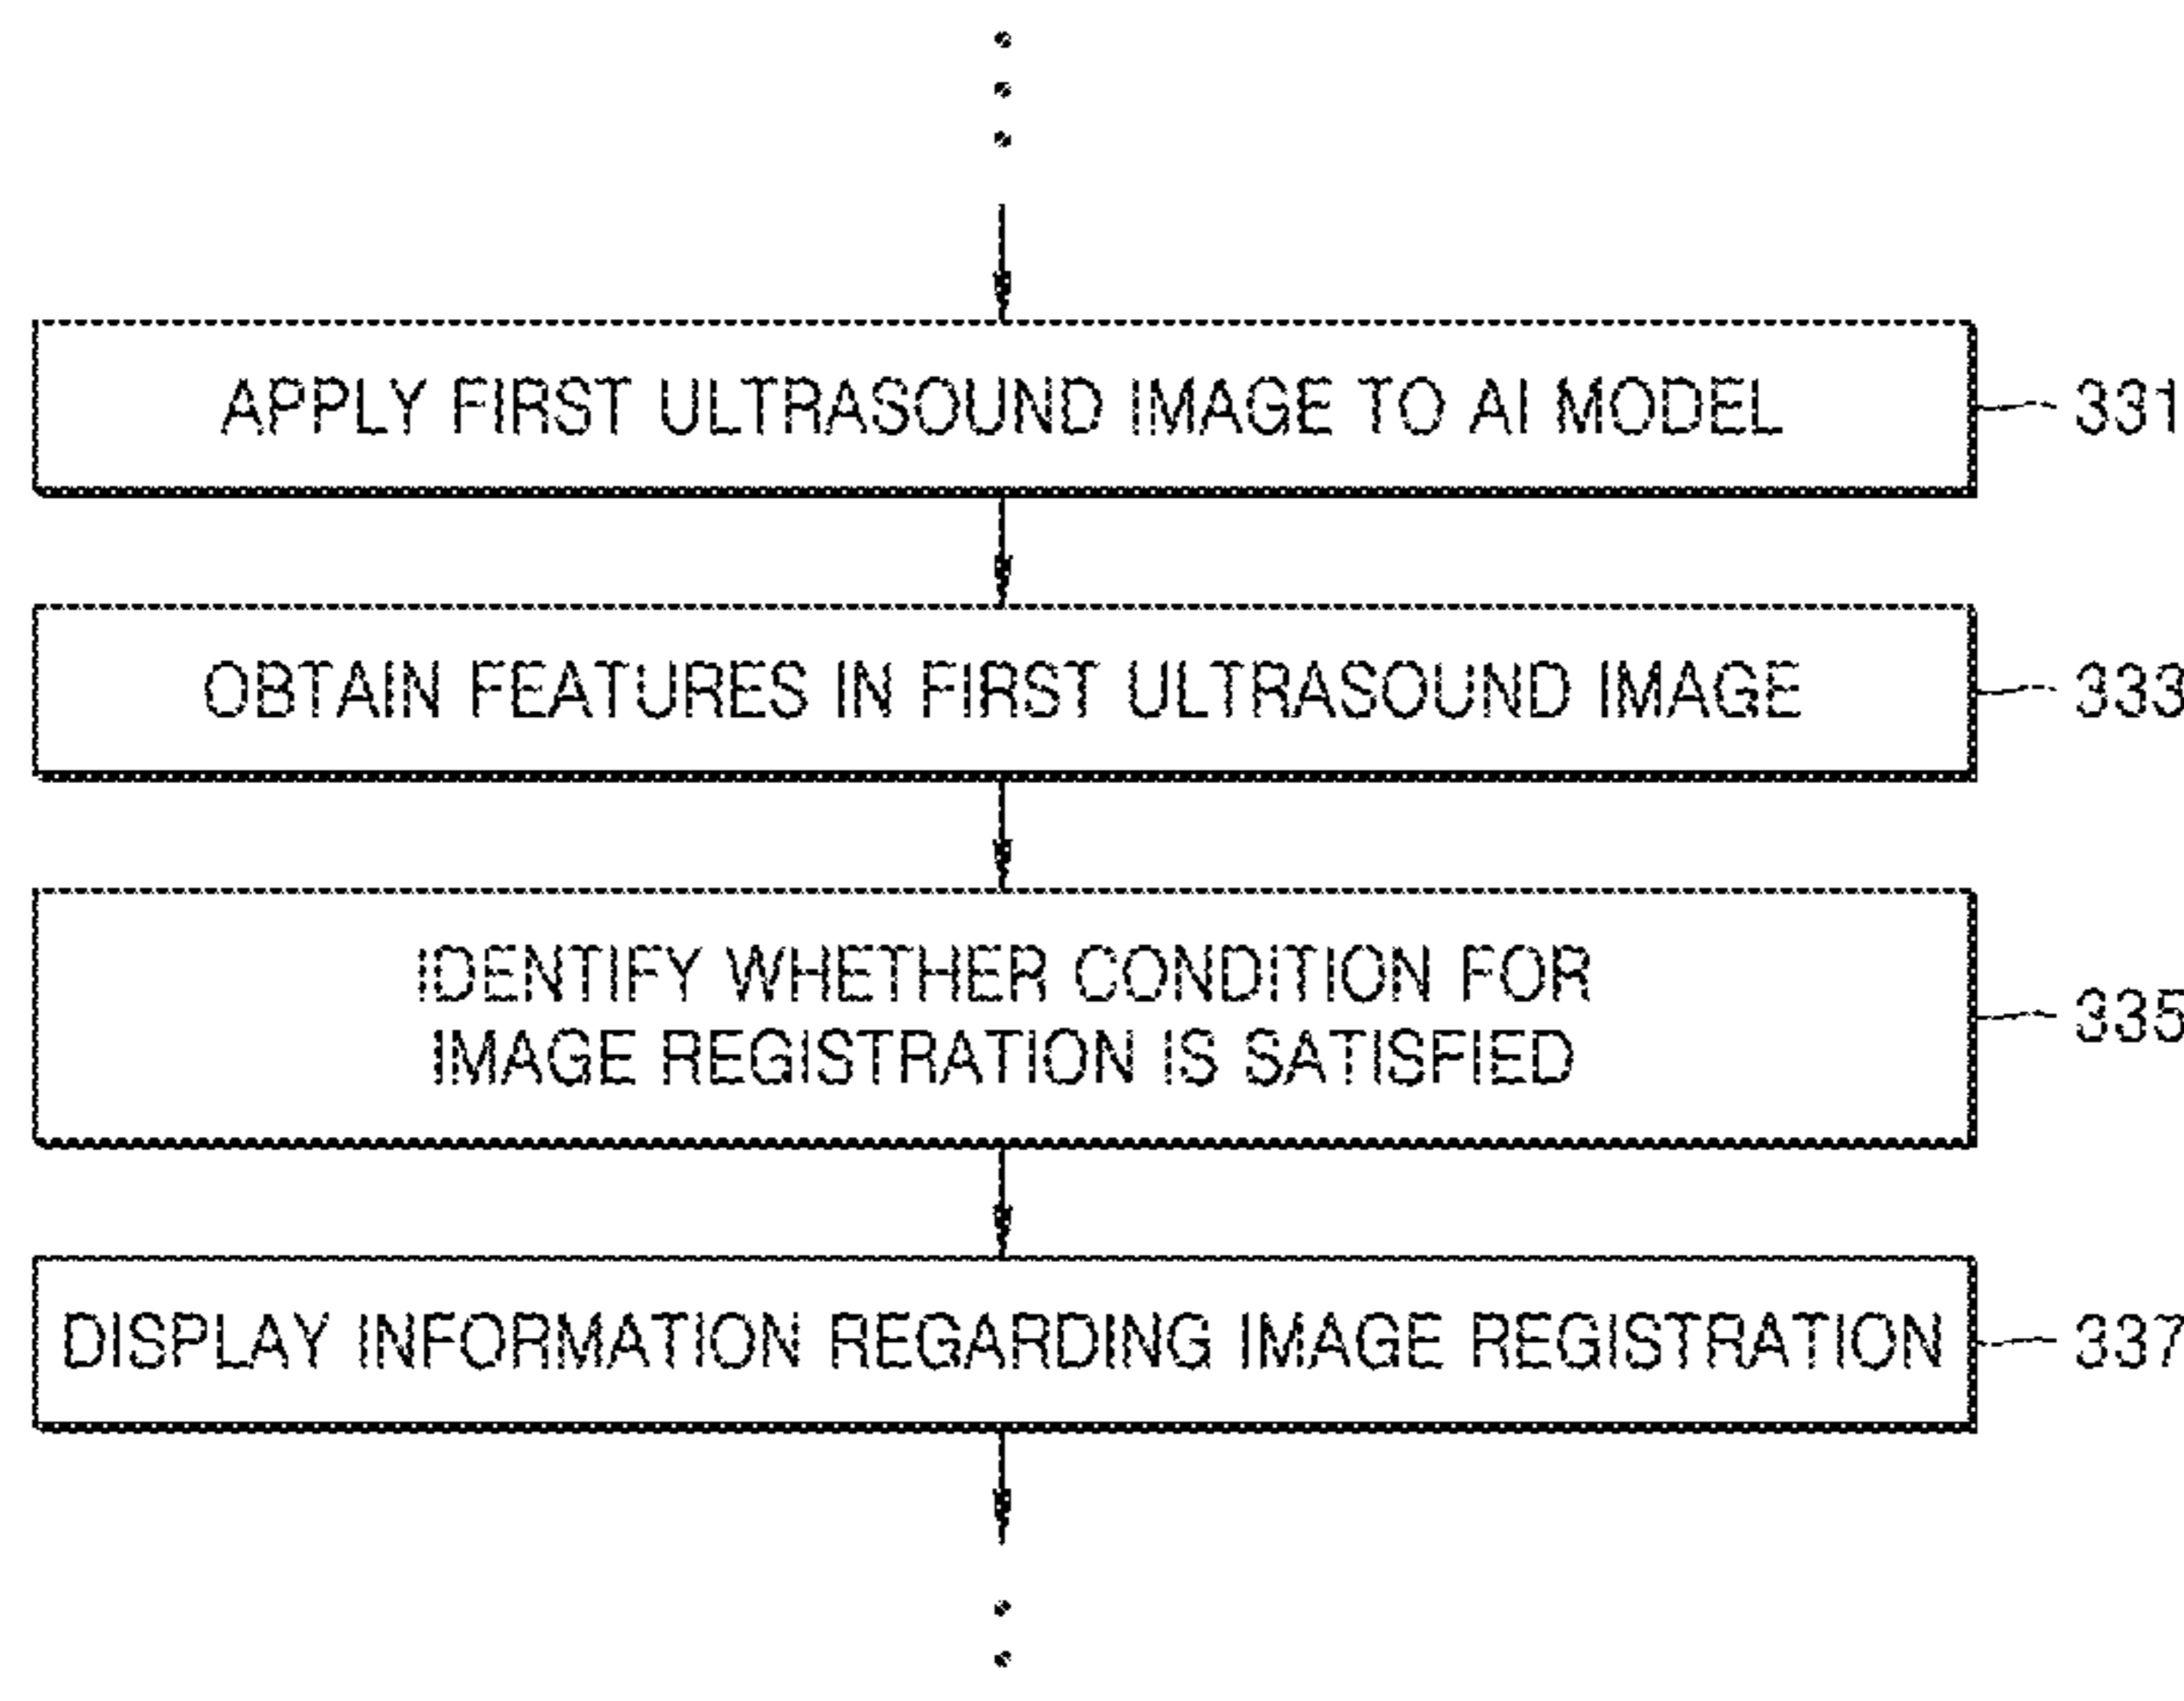 APPLY FIRST ULTRASOUND IMAGE TO AI MODEL
331
OBTAIN FEATURES IN FIRST ULTRASOUND IMAGE
333
IDENTIFY WHETHER CONDITION FOR
IMAGE REGISTRATION IS SATISFIED
335
DISPLAY INFORMATION REGARDING IMAGE REGISTRATION
337